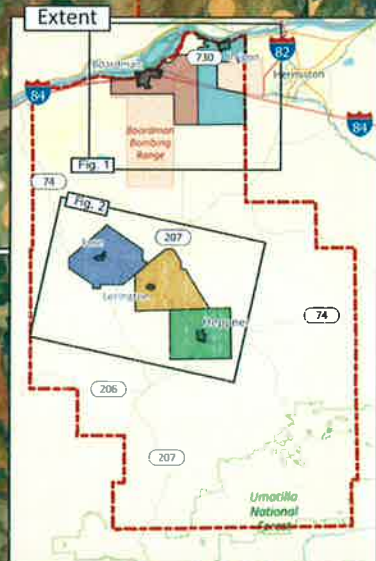 Extent
82
Boardman
730
Irrigon
Hermiston
84
84
Boardman
Bombing
Range
Fig. 1
74
Fig. 2
207
Ione
Lexington
Heppner
74
206
207
Umatilla
National
Forest